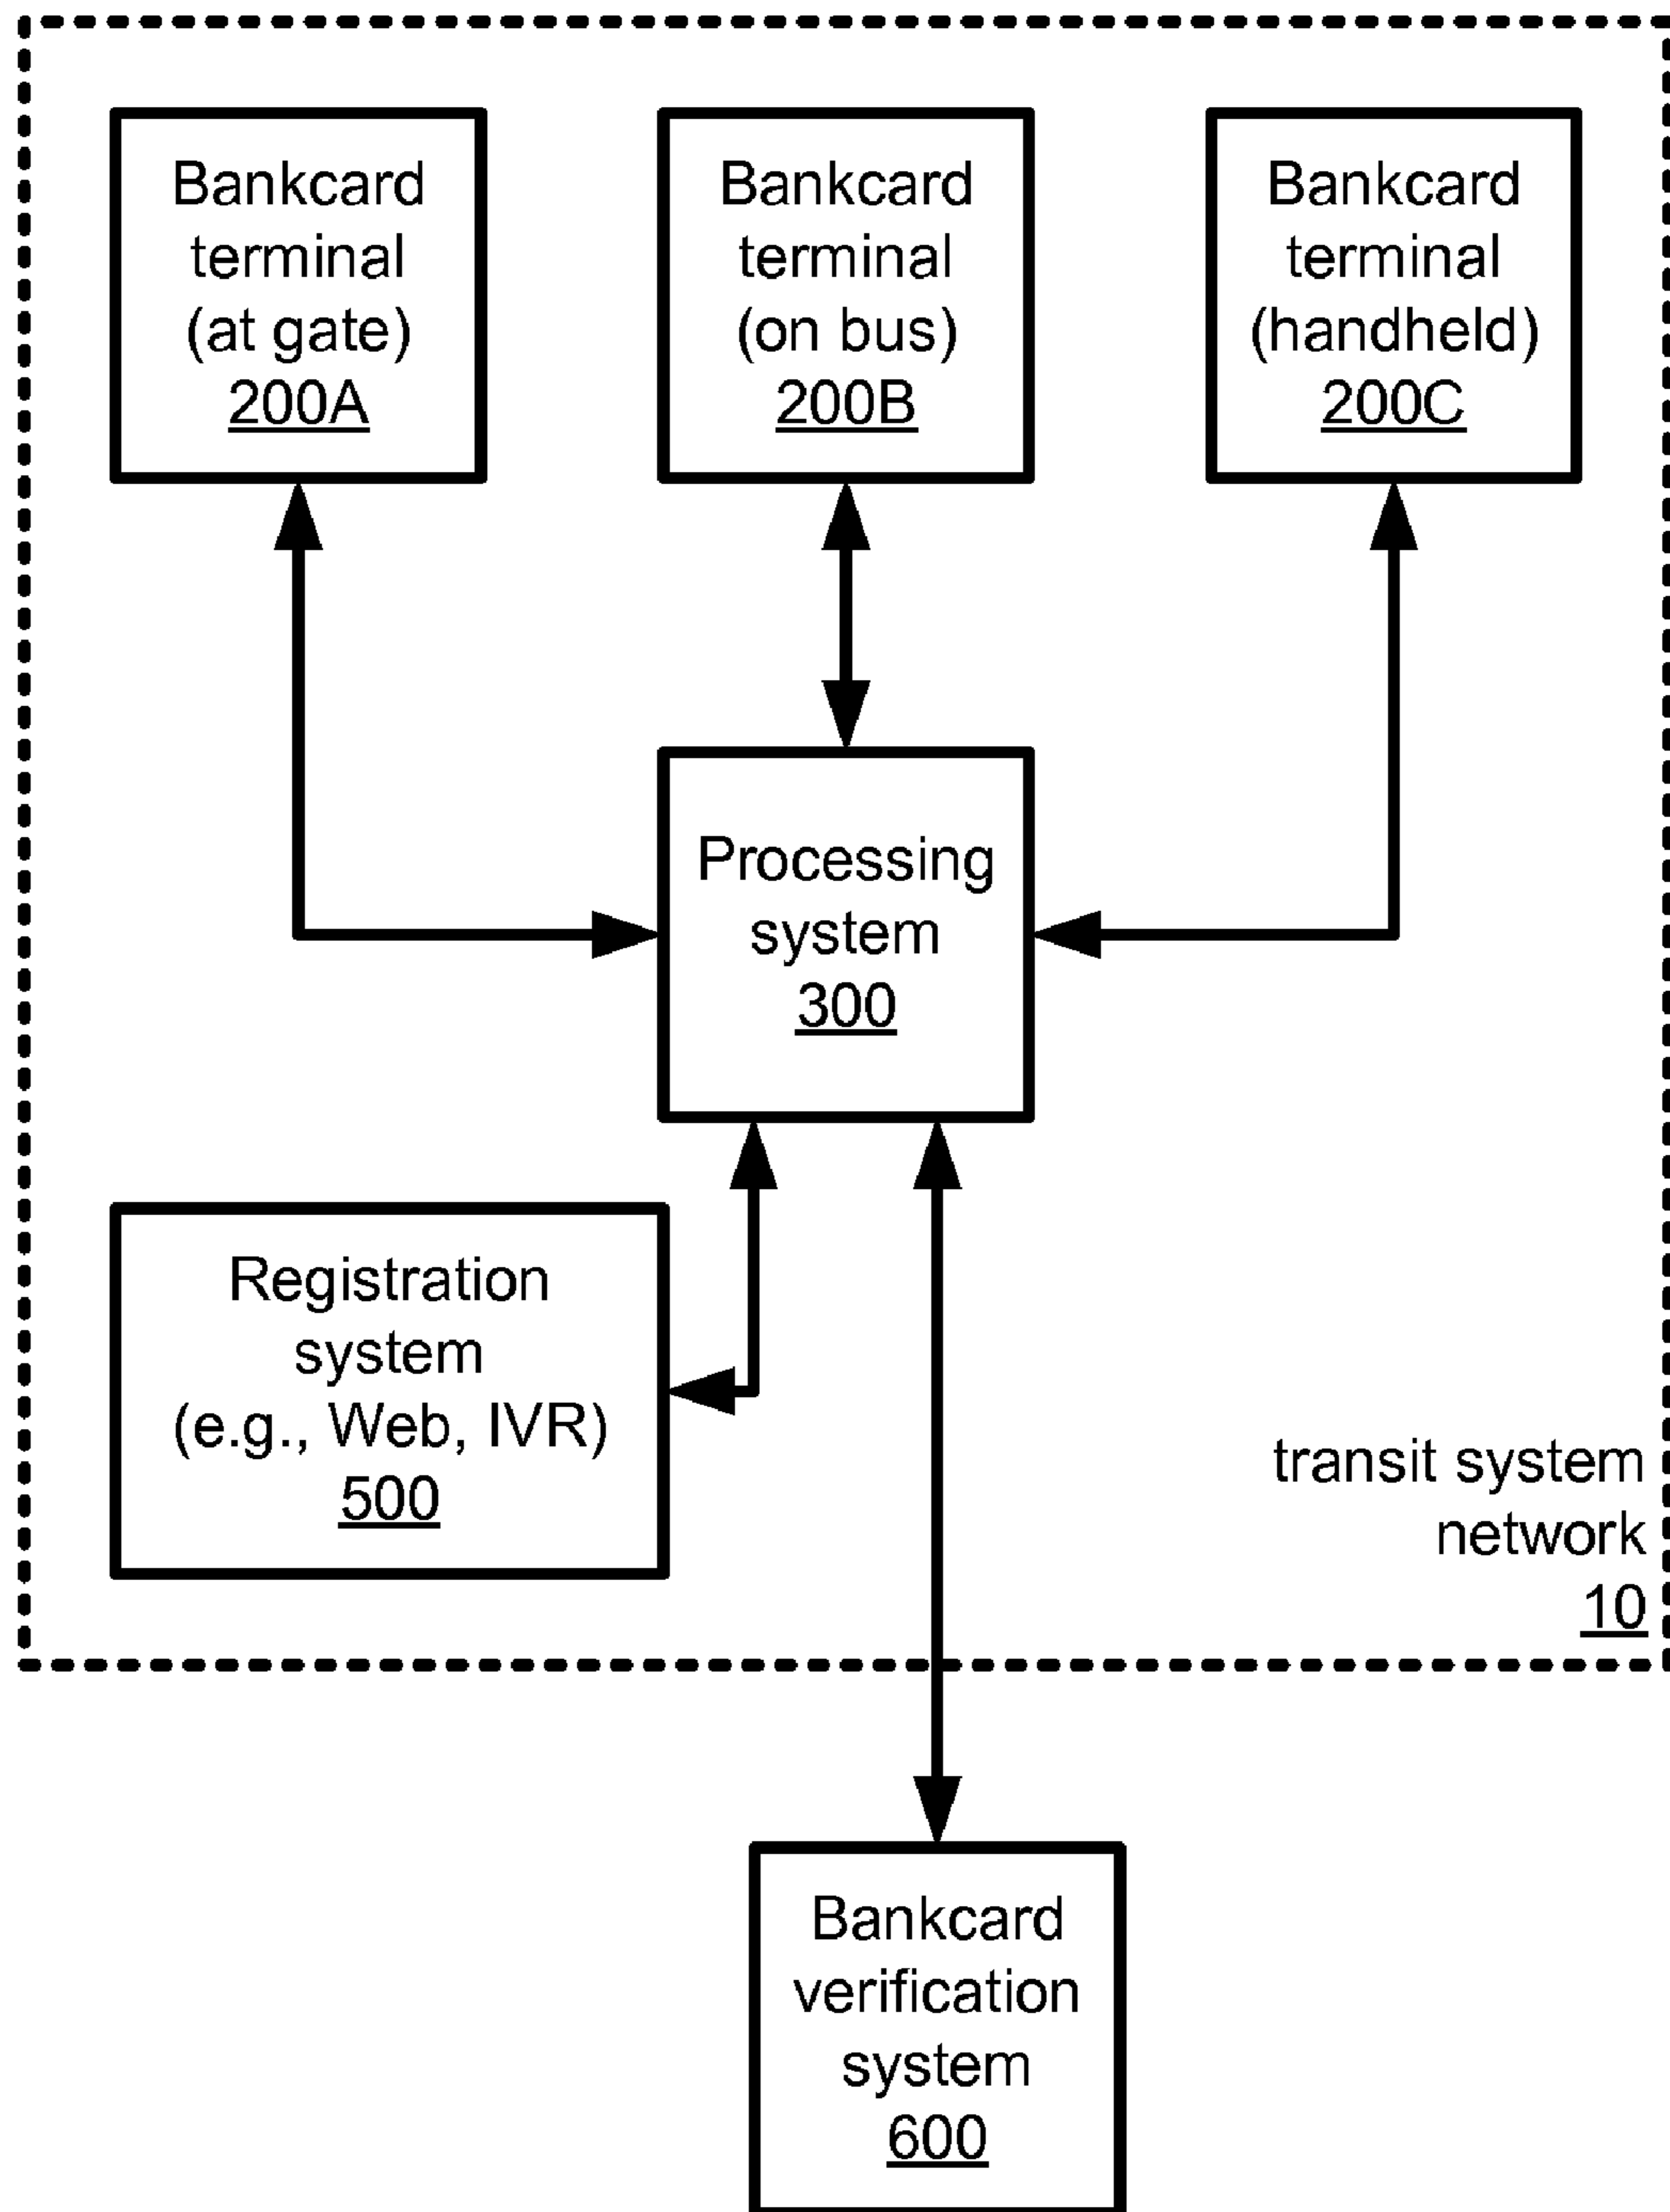 Bankcard
terminal
(at gate)
200A
Bankcard
terminal
(on bus)
200B
Bankcard
terminal
(handheld)
200C
Processing
system
300
Registration
system
(e.g., Web, IVR)
500
transit system
network
10
Bankcard
verification
system
600